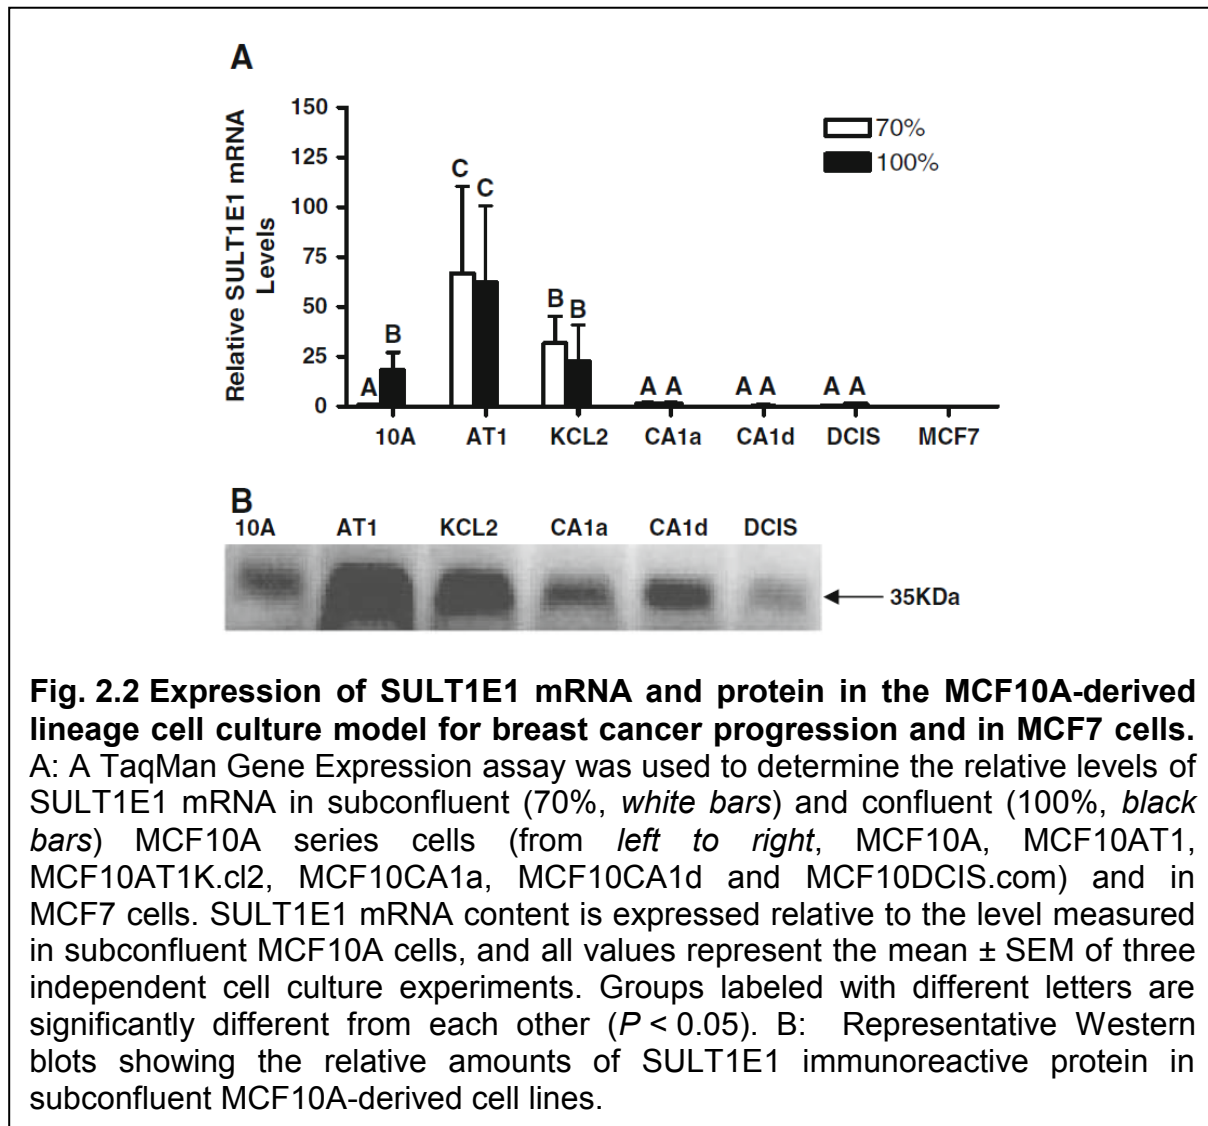 A
Relative SULT1E1 mRNA
Levels
150
125
100
75
50
25
0
70%
100%
A
B
C
C
B
B
A A
A A
A A
10A AT1 KCL2 CA1a CA1d DCIS MCF7
B
10A AT1 KCL2 CA1a CA1d DCIS
35KDa
Fig. 2.2 Expression of SULT1E1 mRNA and protein in the MCF10A-derived
lineage cell culture model for breast cancer progression and in MCF7 cells.
A: A TaqMan Gene Expression assay was used to determine the relative levels of
SULT1E1 mRNA in subconfluent (70%, white bars) and confluent (100%, black
bars) MCF10A series cells (from left to right, MCF10A, MCF10AT1,
MCF10AT1K.cl2, MCF10CA1a, MCF10CA1d and MCF10DCIS.com) and in
MCF7 cells. SULT1E1 mRNA content is expressed relative to the level measured
in subconfluent MCF10A cells, and all values represent the mean ± SEM of three
independent cell culture experiments. Groups labeled with different letters are
significantly different from each other (P < 0.05). B: Representative Western
blots showing the relative amounts of SULT1E1 immunoreactive protein in
subconfluent MCF10A-derived cell lines.